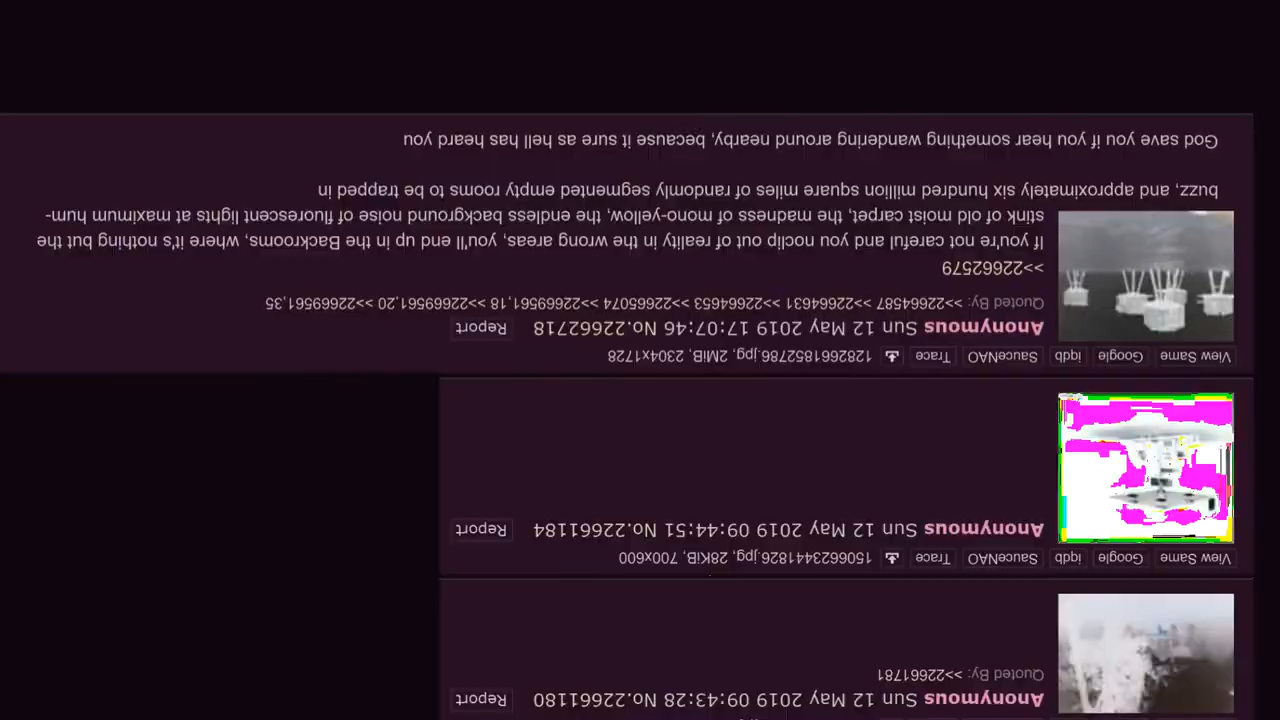 Anonymous Sun 12 May 2019 09:43:28 No.22661180 Report
Quoted By: >>22661781
View Same Google iqdb SauceNAO Trace 1506623441826.jpg, 28KiB, 700x600
Anonymous Sun 12 May 2019 09:44:51 No.22661184 Report
View Same Google iqdb SauceNAO Trace 1282661852786.jpg, 2MiB, 2304x1728
Anonymous Sun 12 May 2019 17:07:46 No.22662718 Report
Quoted By: >>22664587 >>22664631 >>22664653 >>22665074 >>22669561,18 >>22669561,20 >>22669561,35
>>22662579
If you're not careful and you noclip out of reality in the wrong areas, you'll end up in the Backrooms, where it's nothing but the
stink of old moist carpet, the madness of mono-yellow, the endless background noise of fluorescent lights at maximum hum-
buzz, and approximately six hundred million square miles of randomly segmented empty rooms to be trapped in
God save you if you hear something wandering around nearby, because it sure as hell has heard you